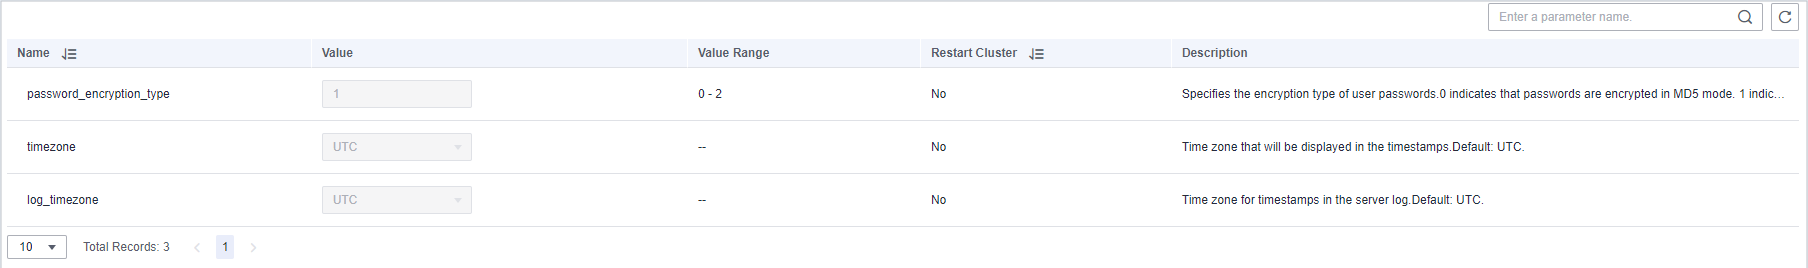 Enter a parameter name.
Name Value Value Range Restart Cluster Description
password_encryption_type 1 0 - 2 No Specifies the encryption type of user passwords.0 indicates that passwords are encrypted in MD5 mode. 1 indic...
timezone UTC -- No Time zone that will be displayed in the timestamps.Default: UTC.
log_timezone UTC -- No Time zone for timestamps in the server log.Default: UTC.
10 Total Records: 3 < 1 >